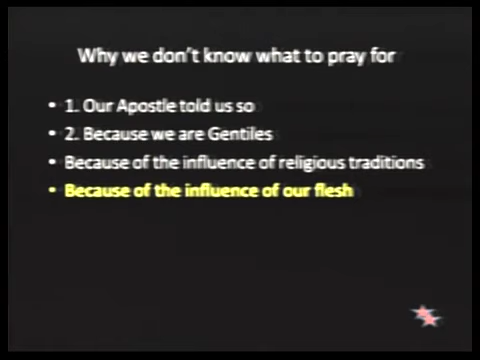 Why we don't know what to pray for
• 1. Our Apostle told us so
• 2. Because we are Gentiles
• Because of the influence of religious traditions
• Because of the influence of our flesh